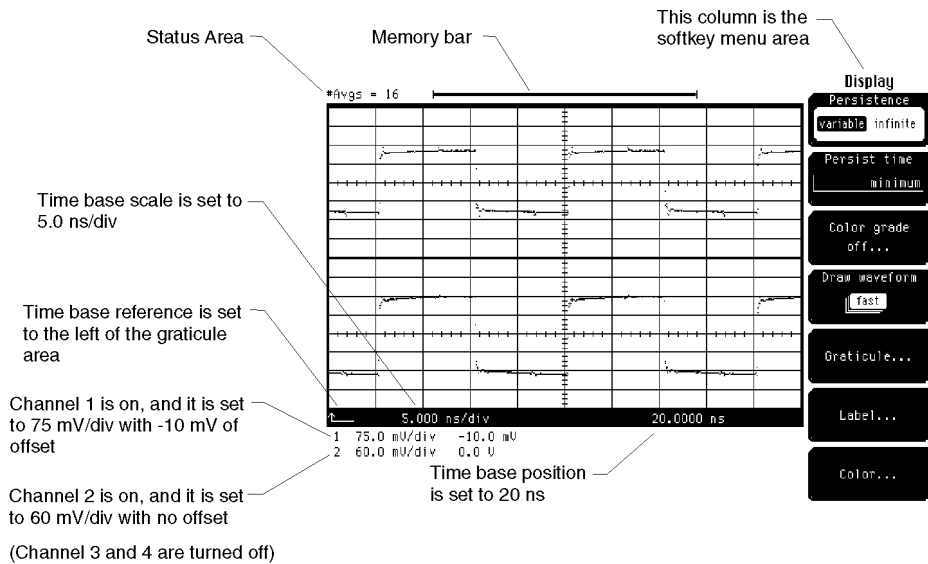 This column is the
softkey menu area
Status Area
Memory bar
Display
#Avgs = 16
Persistence
variable infinite
Persist time
minimum
Color grade
off...
Draw waveform
fast
Graticule...
Label...
Color...
Time base scale is set to
5.0 ns/div
Time base reference is set
to the left of the graticule
area
5.000 ns/div
20.0000 ns
Channel 1 is on, and it is set
to 75 mV/div with -10 mV of
offset
1 75.0 mV/div -10.0 mV
2 60.0 mV/div 0.0 V
Time base position
is set to 20 ns
Channel 2 is on, and it is set
to 60 mV/div with no offset
(Channel 3 and 4 are turned off)